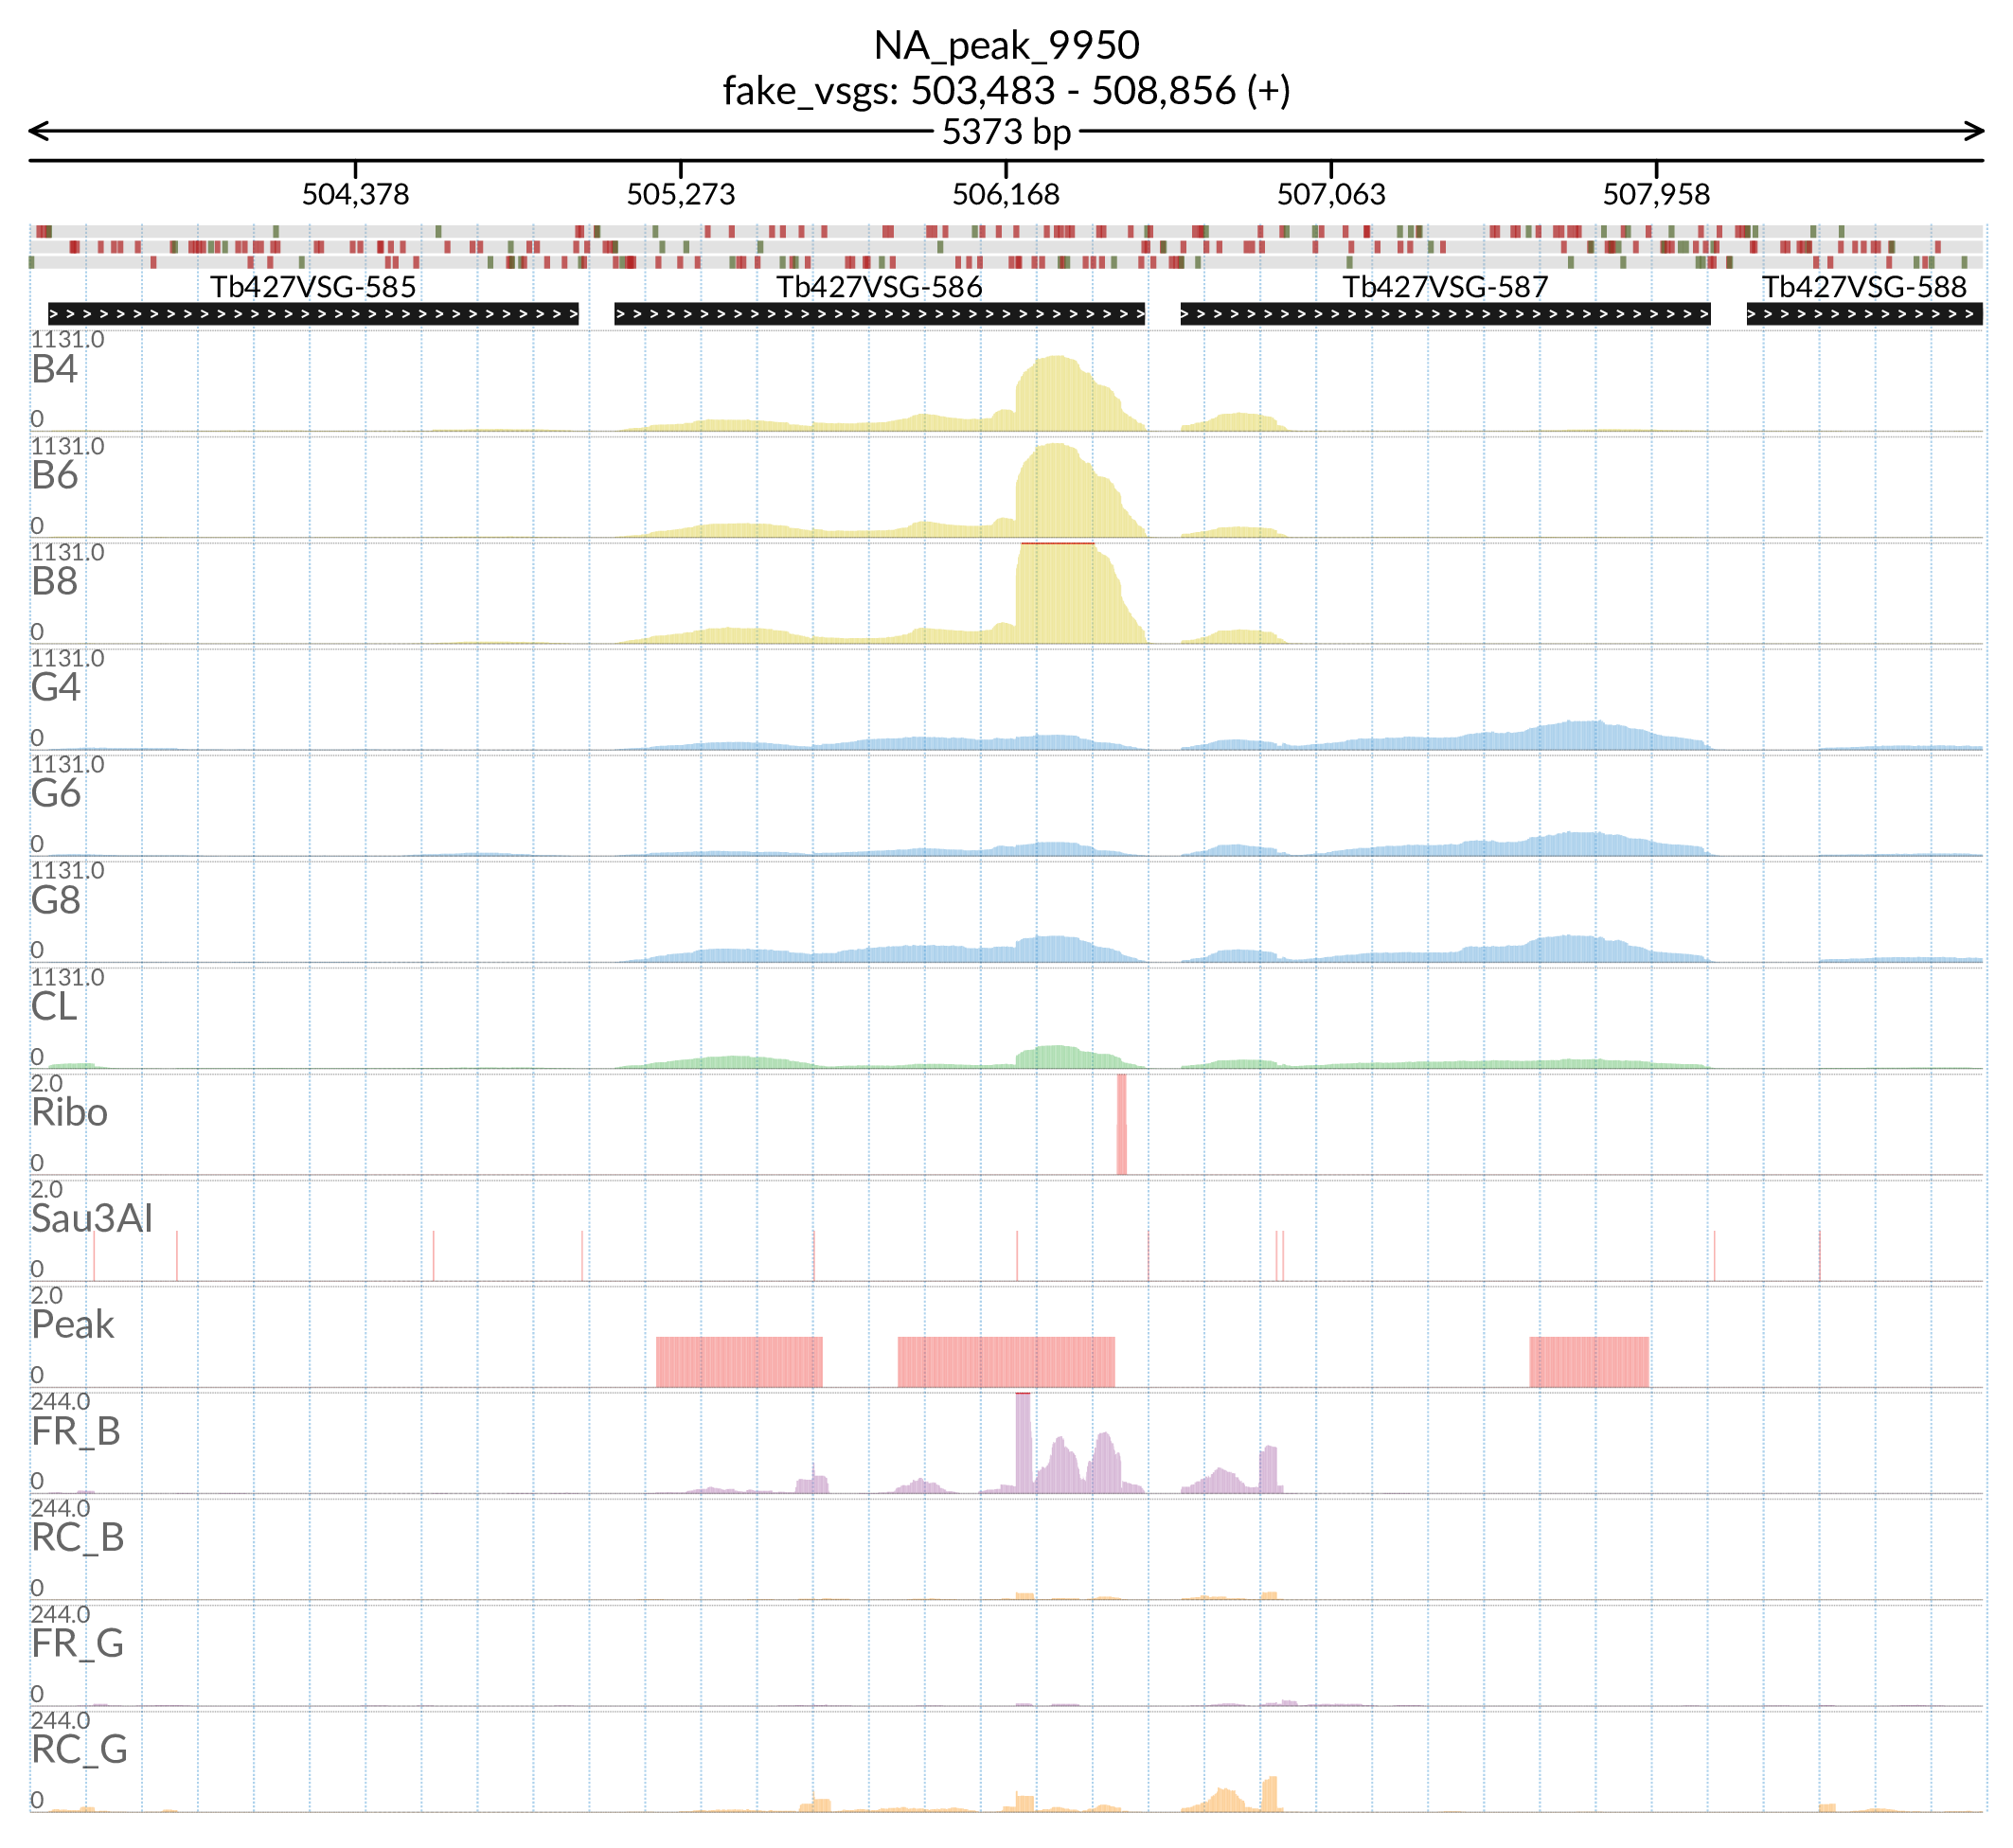 NA_peak_9950
fake_vsgs: 503,483 - 508,856 (+)
5373 bp
504,378 505,273 506,168 507,063 507,958
Tb427VSG-585 Tb427VSG-586 Tb427VSG-587 Tb427VSG-588
1131.0
B4
0
1131.0
B6
0
1131.0
B8
0
1131.0
G4
0
1131.0
G6
0
1131.0
G8
0
1131.0
CL
0
2.0
Ribo
0
2.0
Sau3AI
0
2.0
Peak
0
244.0
FR_B
0
244.0
RC_B
0
244.0
FR_G
0
244.0
RC_G
0